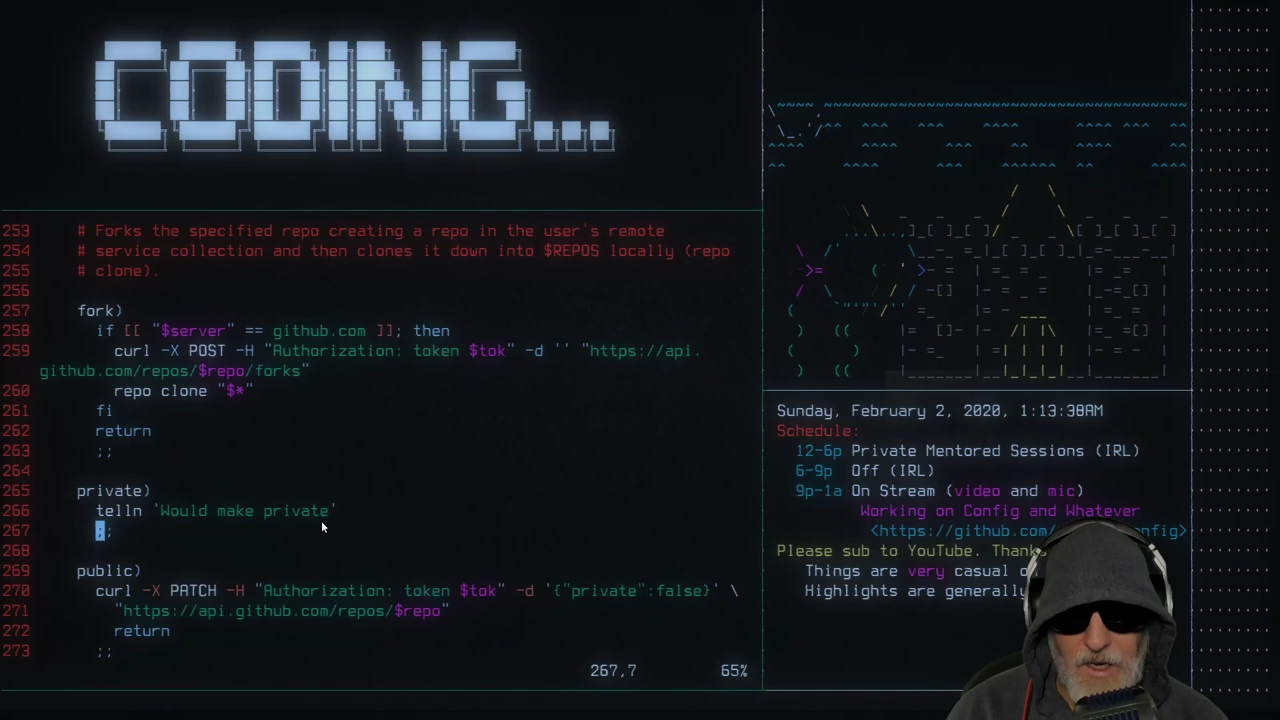 CODING...
253 # Forks the specified repo creating a repo in the user's remote
254 # service collection and then clones it down into $REPOS locally (repo
255 # clone).
256
257 fork)
258 if [[ "$server" == github.com ]]; then
259 curl -X POST -H "Authorization: token $tok" -d '' "https://api.
github.com/repos/$repo/forks"
260 repo clone "$*"
261 fi
262 return
263 ;;
264
265 private)
266 telln 'Would make private'
267 ;;
268
269 public)
270 curl -X PATCH -H "Authorization: token $tok" -d '{"private":false}' \
271 "https://api.github.com/repos/$repo"
272 return
273 ;;
267,7 65%
Sunday, February 2, 2020, 1:13:38AM
Schedule:
12-6p Private Mentored Sessions (IRL)
6-9p Off (IRL)
9p-1a On Stream (video and mic)
Working on Config and Whatever
<https://github.com/ config>
Please sub to YouTube.
Things are very casual
Highlights are generally